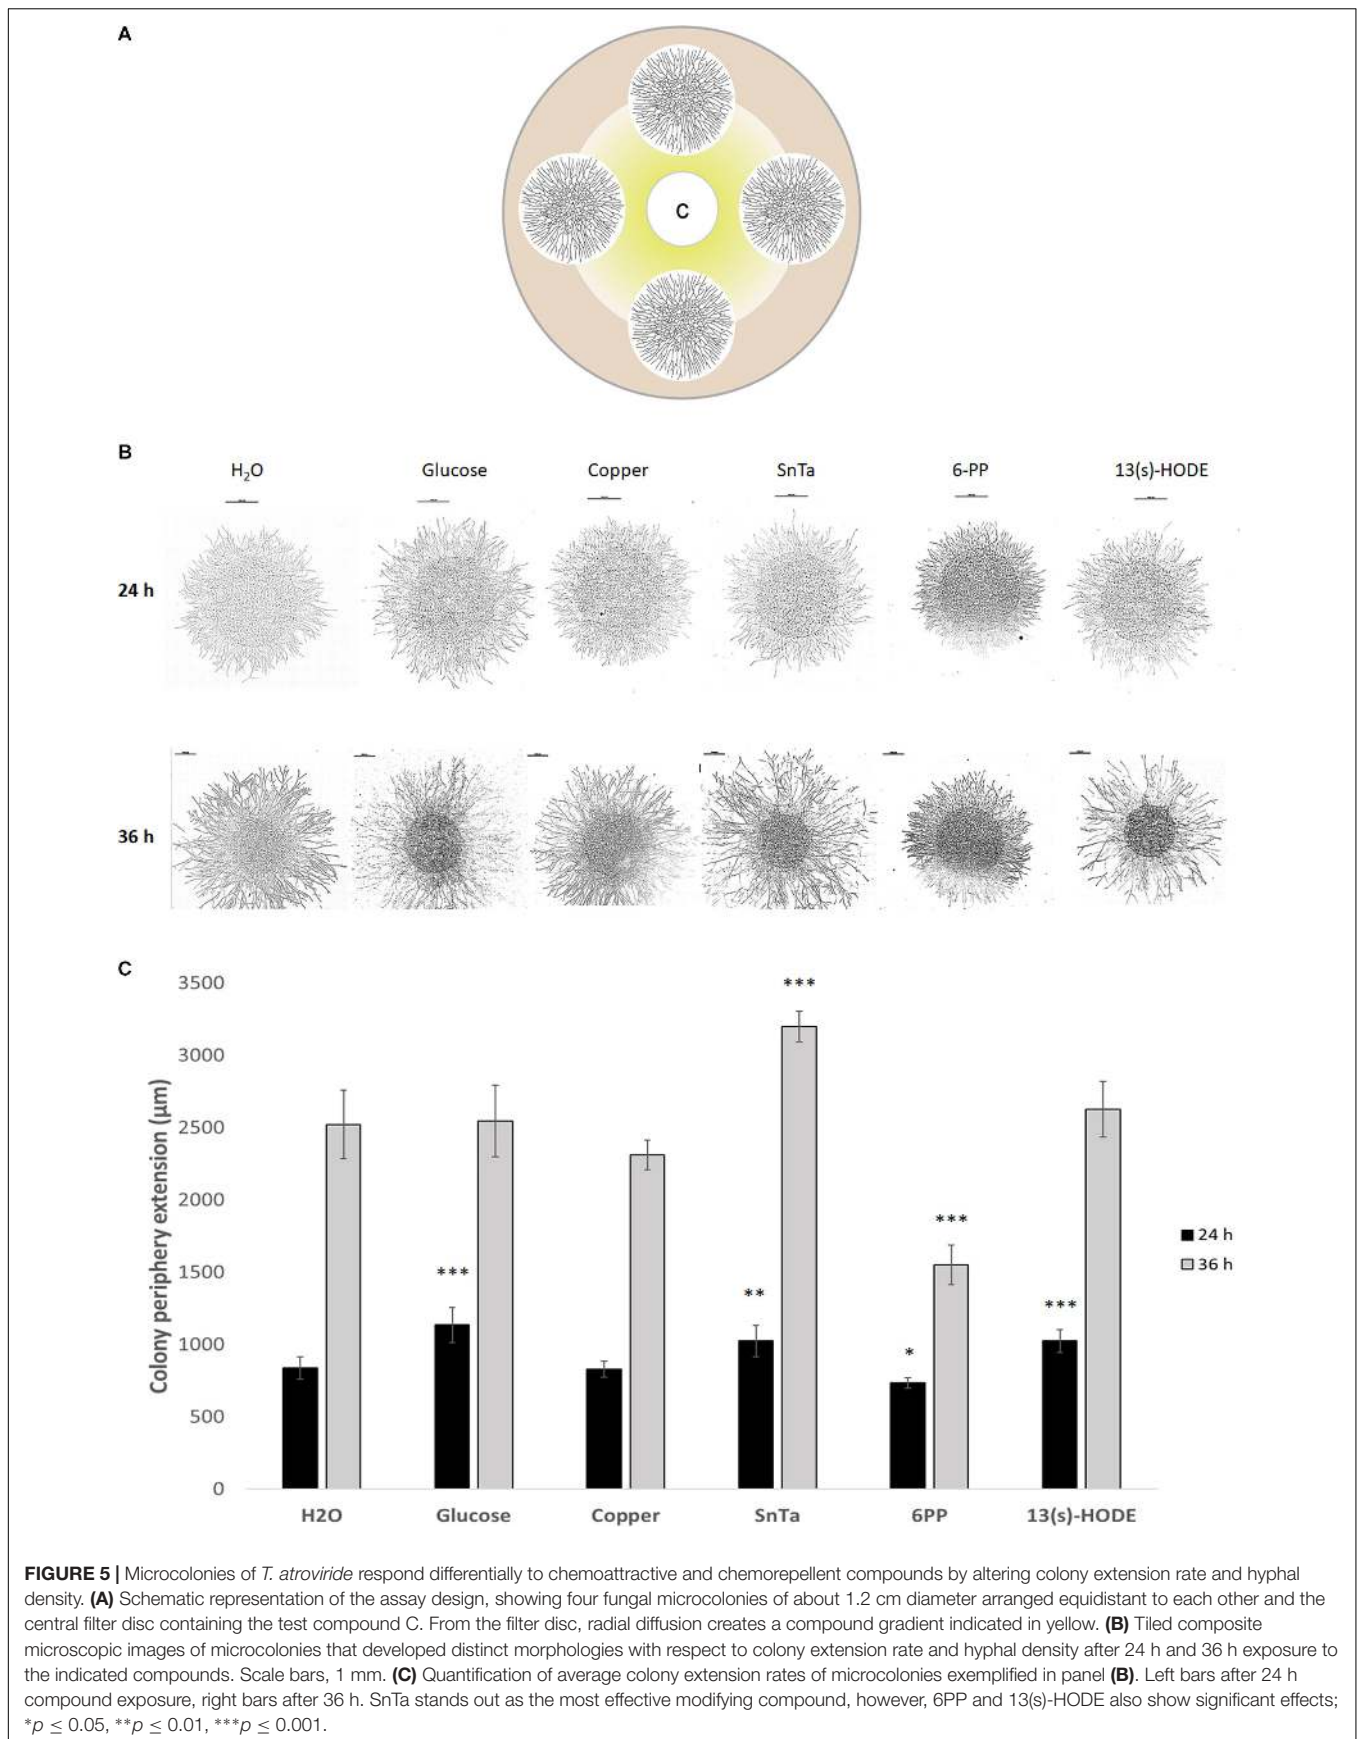 A
C
B
H2O Glucose Copper SnTa 6-PP 13(s)-HODE
24 h
36 h
C
3500
3000
2500
2000
1500
1000
500
0
Colony periphery extension (µm)
***
**
*
***
***
***
24 h
36 h
H2O Glucose Copper SnTa 6PP 13(s)-HODE
FIGURE 5 | Microcolonies of T. atroviride respond differentially to chemoattractive and chemorepellent compounds by altering colony extension rate and hyphal
density. (A) Schematic representation of the assay design, showing four fungal microcolonies of about 1.2 cm diameter arranged equidistant to each other and the
central filter disc containing the test compound C. From the filter disc, radial diffusion creates a compound gradient indicated in yellow. (B) Tiled composite
microscopic images of microcolonies that developed distinct morphologies with respect to colony extension rate and hyphal density after 24 h and 36 h exposure to
the indicated compounds. Scale bars, 1 mm. (C) Quantification of average colony extension rates of microcolonies exemplified in panel (B). Left bars after 24 h
compound exposure, right bars after 36 h. SnTa stands out as the most effective modifying compound, however, 6PP and 13(s)-HODE also show significant effects;
*p ≤ 0.05, **p ≤ 0.01, ***p ≤ 0.001.